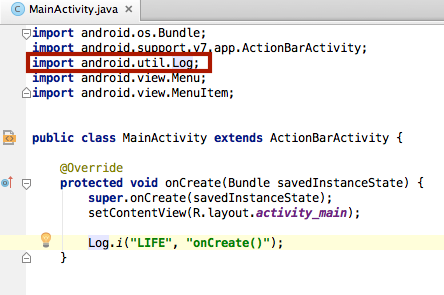 MainActivity.java
import android.os.Bundle;
import android.support.v7.app.ActionBarActivity;
import android.util.Log;
import android.view.Menu;
import android.view.MenuItem;
public class MainActivity extends ActionBarActivity {
@Override
protected void onCreate(Bundle savedInstanceState) {
super.onCreate(savedInstanceState);
setContentView(R.layout.activity_main);
Log.i("LIFE", "onCreate()");
}